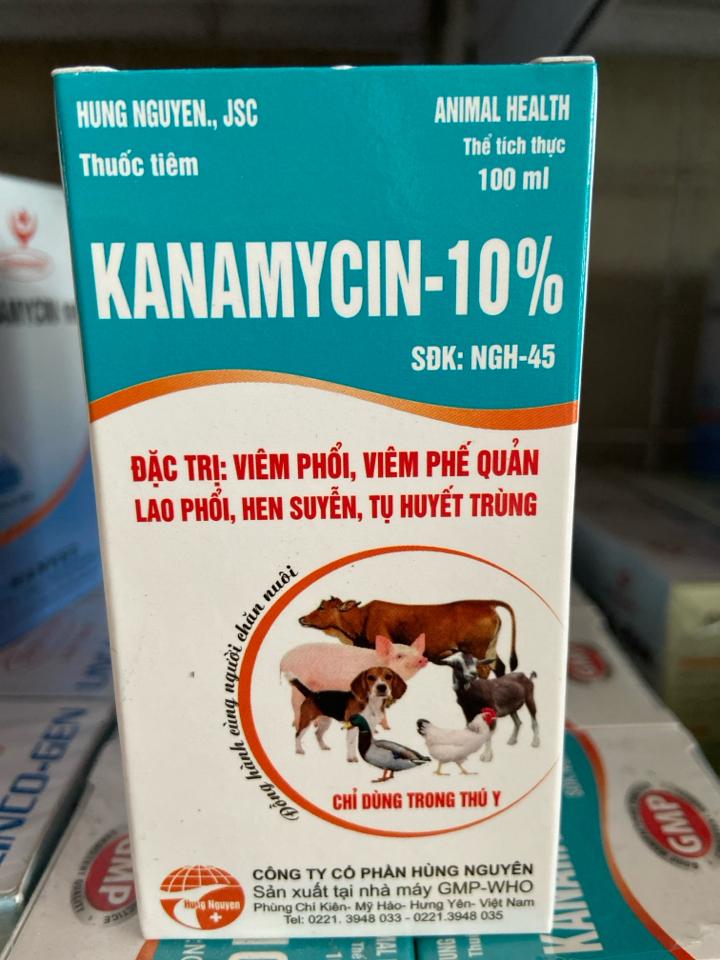 HUNG NGUYEN., JSC
ANIMAL HEALTH
Thuốc tiêm
Thể tích thực
100 ml
KANAMYCIN-10%
SĐK: NGH-45
ĐẶC TRỊ: VIÊM PHỔI, VIÊM PHẾ QUẢN
LAO PHỔI, HEN SUYỄN, TỤ HUYẾT TRÙNG
Đồng hành cùng người chăn nuôi
CHỈ DÙNG TRONG THÚ Y
Hung Nguyen
CÔNG TY CỔ PHẦN HÙNG NGUYÊN
Sản xuất tại nhà máy GMP-WHO
Phùng Chí Kiên- Mỹ Hào- Hưng Yên- Việt Nam
Tel: 0221. 3948 033 - 0221.3948 035
LINCO-GEN
GMP
GMP
KANAM